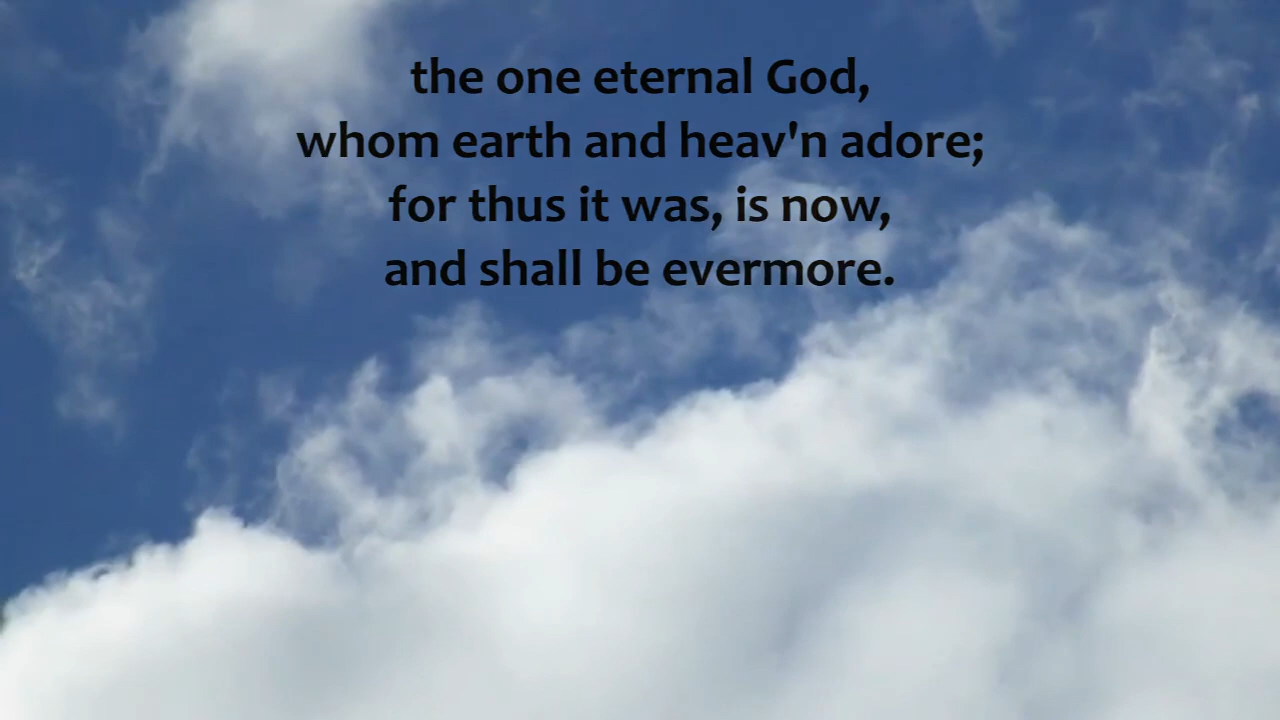 the one eternal God,
whom earth and heav'n adore;
for thus it was, is now,
and shall be evermore.